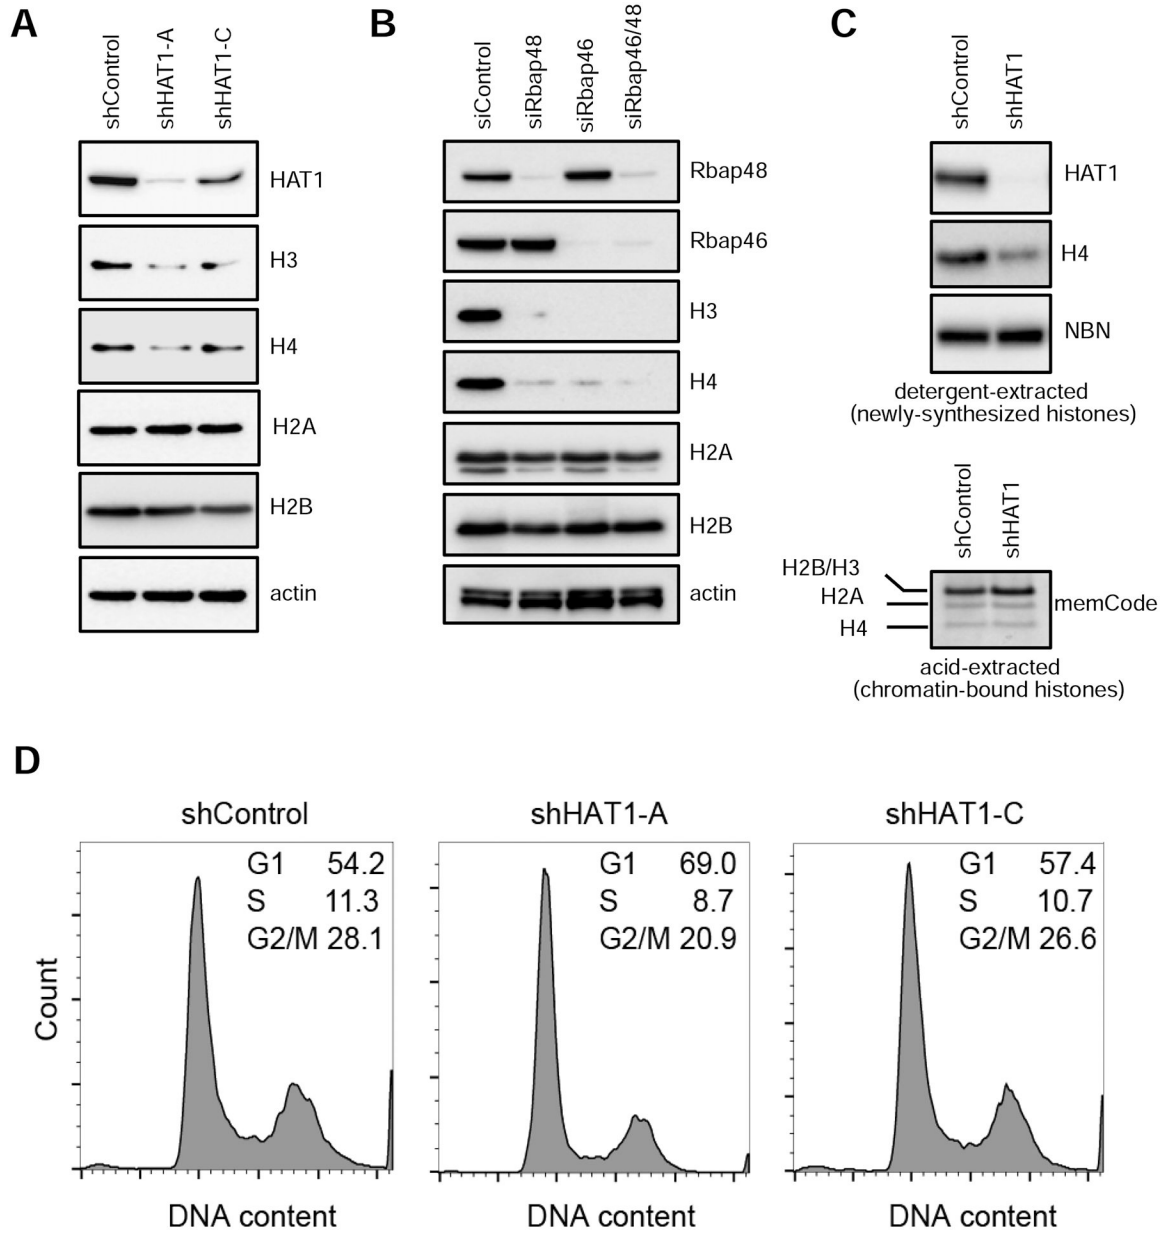 A
shControl
shHAT1-A
shHAT1-C
HAT1
H3
H4
H2A
H2B
actin
B
siControl
siRbap48
siRbap46
siRbap46/48
Rbap48
Rbap46
H3
H4
H2A
H2B
actin
C
shControl
shHAT1
HAT1
H4
NBN
detergent-extracted
(newly-synthesized histones)
shControl
shHAT1
H2B/H3
H2A
H4
memCode
acid-extracted
(chromatin-bound histones)
D
shControl
G1 54.2
S 11.3
G2/M 28.1
Count
DNA content
shHAT1-A
G1 69.0
S 8.7
G2/M 20.9
DNA content
shHAT1-C
G1 57.4
S 10.7
G2/M 26.6
DNA content